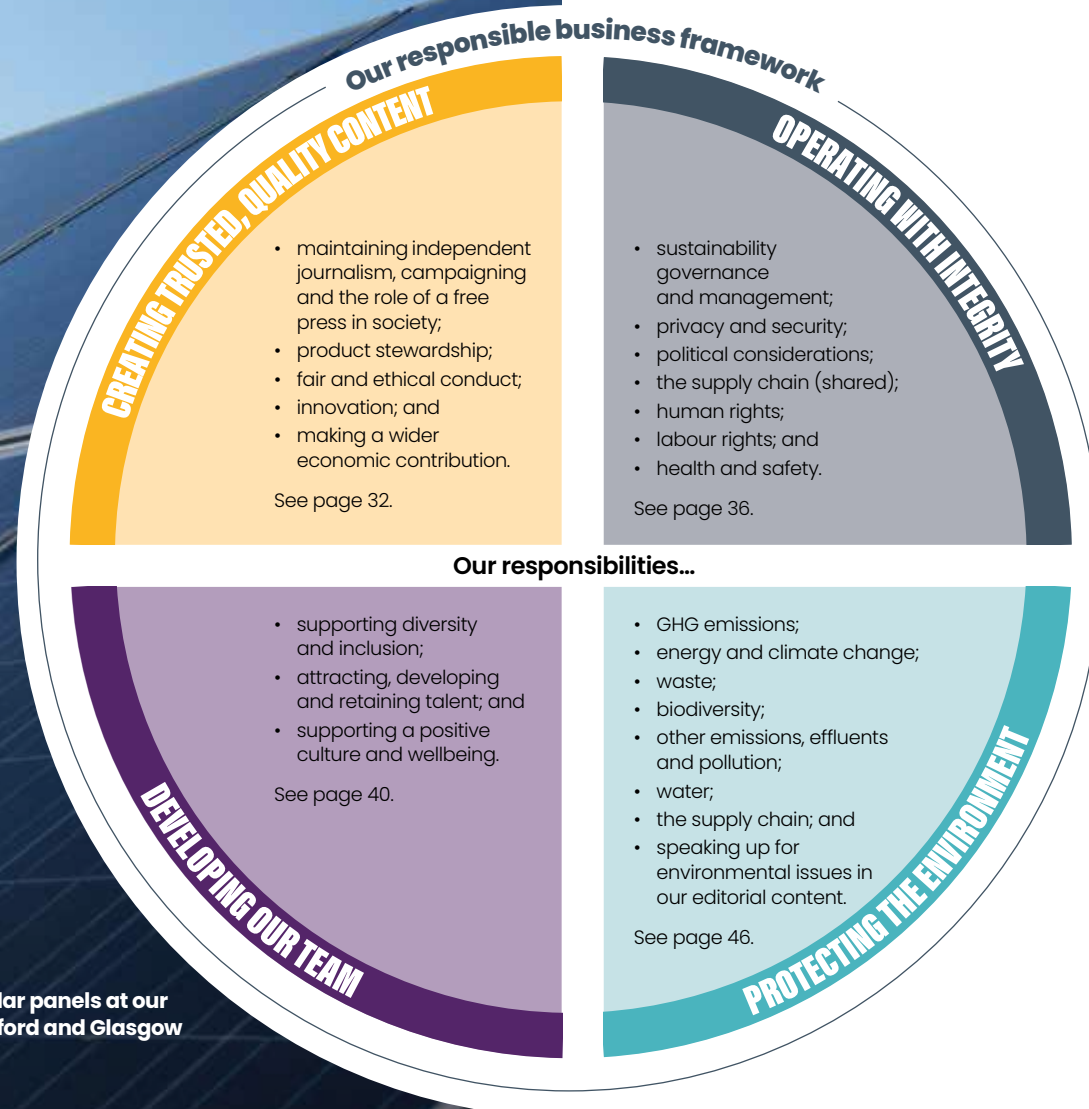 Our responsible business framework
CREATING TRUSTED, QUALITY CONTENT
• maintaining independent
journalism, campaigning
and the role of a free
press in society;
• product stewardship;
• fair and ethical conduct;
• innovation; and
• making a wider
economic contribution.
See page 32.
OPERATING WITH INTEGRITY
• sustainability
governance
and management;
• privacy and security;
• political considerations;
• the supply chain (shared);
• human rights;
• labour rights; and
• health and safety.
See page 36.
Our responsibilities...
DEVELOPING OUR TEAM
• supporting diversity
and inclusion;
• attracting, developing
and retaining talent; and
• supporting a positive
culture and wellbeing.
See page 40.
PROTECTING THE ENVIRONMENT
• GHG emissions;
• energy and climate change;
• waste;
• biodiversity;
• other emissions, effluents
and pollution;
• water;
• the supply chain; and
• speaking up for
environmental issues in
our editorial content.
See page 46.
panels at our
and Glasgow